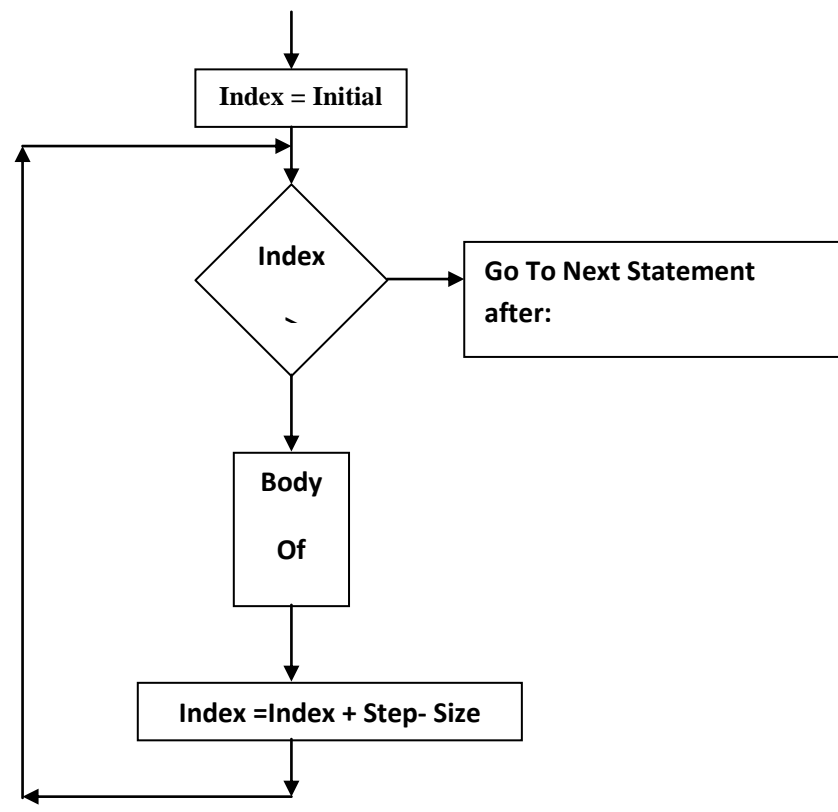 Index = Initial
Index
Go To Next Statement
after:
Body
Of
Index =Index + Step- Size